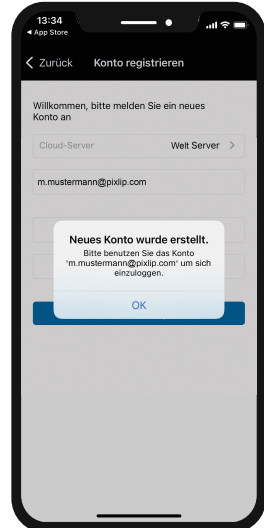 13:34
App Store
Zurück Konto registrieren
Willkommen, bitte melden Sie ein neues
Konto an
Cloud-Server Welt Server
m.mustermann@pixlip.com
Neues Konto wurde erstellt.
Bitte benutzen Sie das Konto
'm.mustermann@pixlip.com' um sich
einzuloggen.
OK